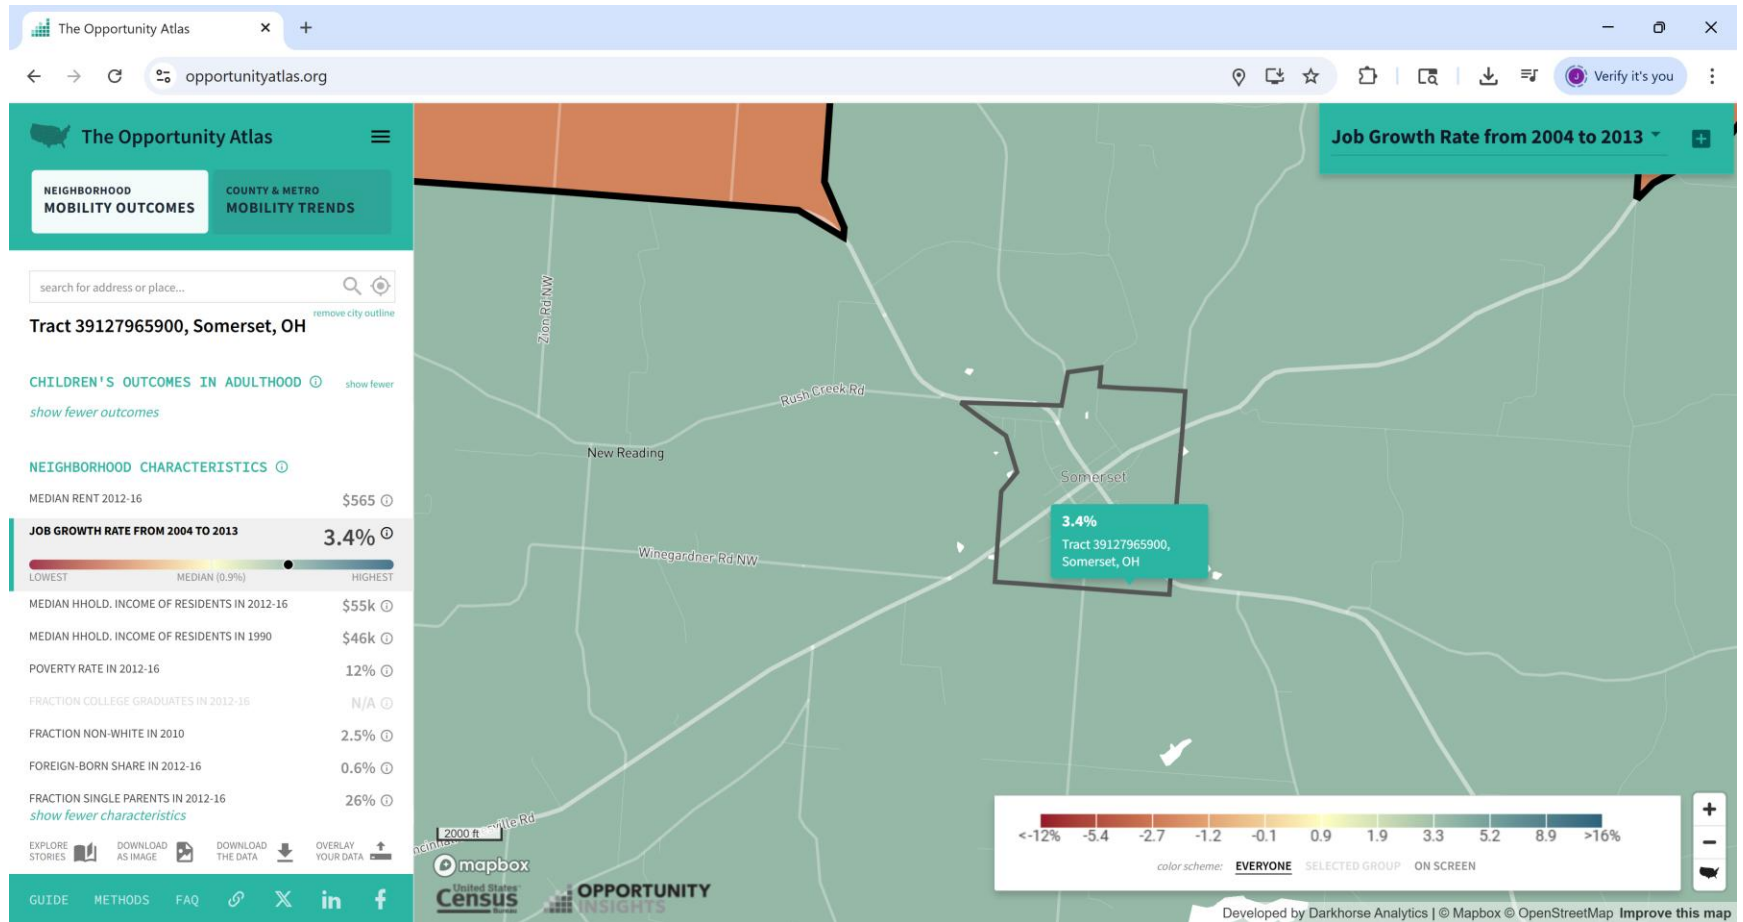 The Opportunity Atlas
opportunityatlas.org
Verify it's you
The Opportunity Atlas
NEIGHBORHOOD
MOBILITY OUTCOMES
COUNTY & METRO
MOBILITY TRENDS
search for address or place...
remove city outline
Tract 39127965900, Somerset, OH
CHILDREN'S OUTCOMES IN ADULTHOOD
show fewer
show fewer outcomes
NEIGHBORHOOD CHARACTERISTICS
MEDIAN RENT 2012-16 $565
JOB GROWTH RATE FROM 2004 TO 2013 3.4%
LOWEST MEDIAN (0.9%) HIGHEST
MEDIAN HHOLD. INCOME OF RESIDENTS IN 2012-16 $55k
MEDIAN HHOLD. INCOME OF RESIDENTS IN 1990 $46k
POVERTY RATE IN 2012-16 12%
FRACTION COLLEGE GRADUATES IN 2012-16 N/A
FRACTION NON-WHITE IN 2010 2.5%
FOREIGN-BORN SHARE IN 2012-16 0.6%
FRACTION SINGLE PARENTS IN 2012-16 26%
show fewer characteristics
EXPLORE
STORIES
DOWNLOAD
AS IMAGE
DOWNLOAD
THE DATA
OVERLAY
YOUR DATA
GUIDE METHODS FAQ
Job Growth Rate from 2004 to 2013
Zion Rd NW
Rush Creek Rd
New Reading
Somerset
3.4%
Tract 39127965900,
Somerset, OH
Winegardner Rd NW
2000 ft
mapbox
United States
Census
Bureau
OPPORTUNITY
INSIGHTS
<-12% -5.4 -2.7 -1.2 -0.1 0.9 1.9 3.3 5.2 8.9 >16%
color scheme: EVERYONE SELECTED GROUP ON SCREEN
Developed by Darkhorse Analytics | © Mapbox © OpenStreetMap Improve this map